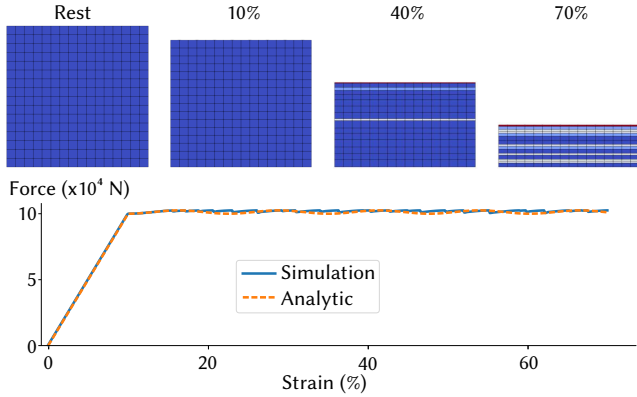 Rest 10% 40% 70%
Force (x10⁴ N)
10
5
0
Simulation
Analytic
0 20 40 60
Strain (%)